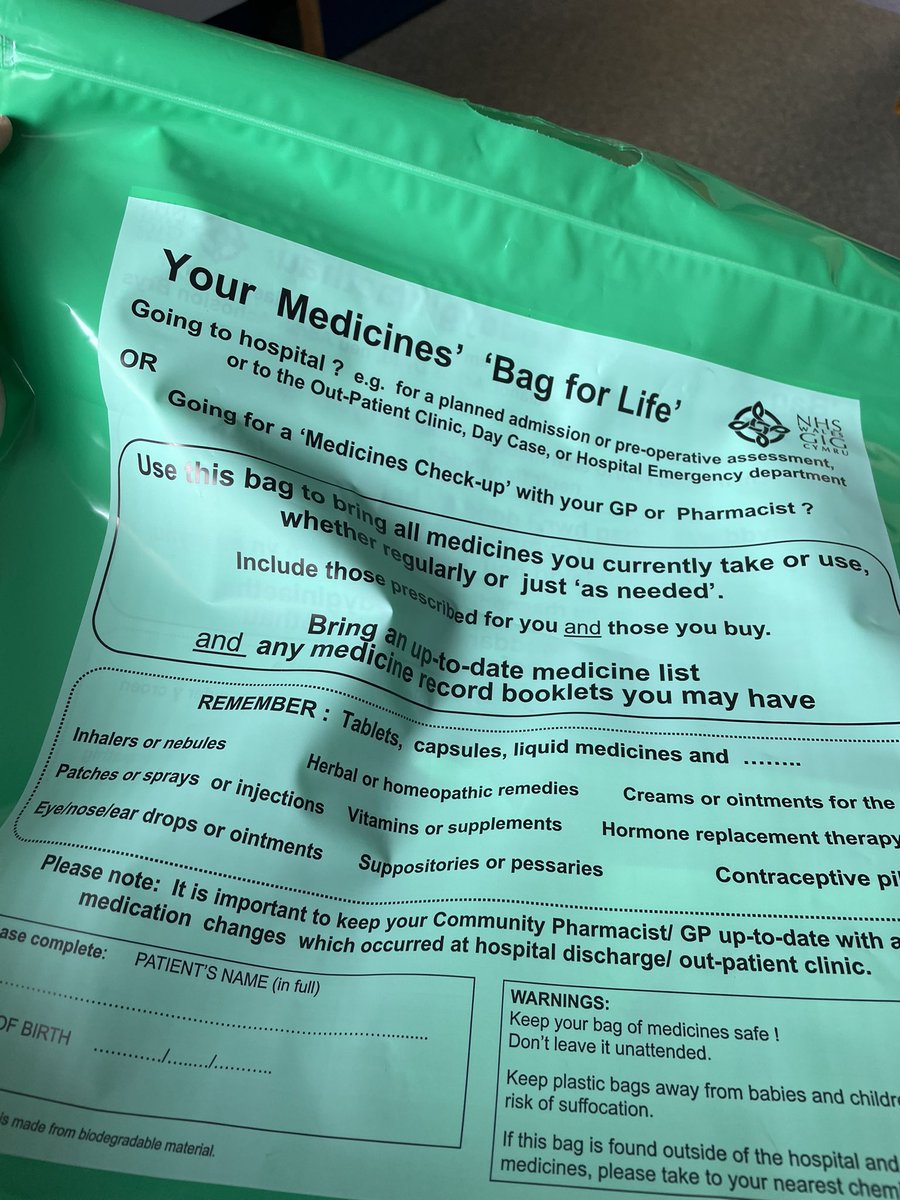 Your Medicines' 'Bag for Life'
NHS
WALES
GIG
CYMRU
Going to hospital ? e.g. for a planned admission or pre-operative assessment,
or to the Out-Patient Clinic, Day Case, or Hospital Emergency department
OR
Going for a 'Medicines Check-up' with your GP or Pharmacist ?
Use this bag to bring all medicines you currently take or use,
whether regularly or just 'as needed'.
Include those prescribed for you and those you buy.
Bring an up-to-date medicine list
and any medicine record booklets you may have
REMEMBER : Tablets, capsules, liquid medicines and ........
Inhalers or nebules Herbal or homeopathic remedies Creams or ointments for the
Patches or sprays or injections Vitamins or supplements Hormone replacement therapy
Eye/nose/ear drops or ointments Suppositories or pessaries Contraceptive
Please note: It is important to keep your Community Pharmacist/ GP up-to-date with
medication changes which occurred at hospital discharge/ out-patient clinic.
complete: PATIENT'S NAME (in full)
OF BIRTH ............/......./...........
is made from biodegradable material.
WARNINGS:
Keep your bag of medicines safe !
Don't leave it unattended.
Keep plastic bags away from babies and
risk of suffocation.
If this bag is found outside of the hospital and
medicines, please take to your nearest